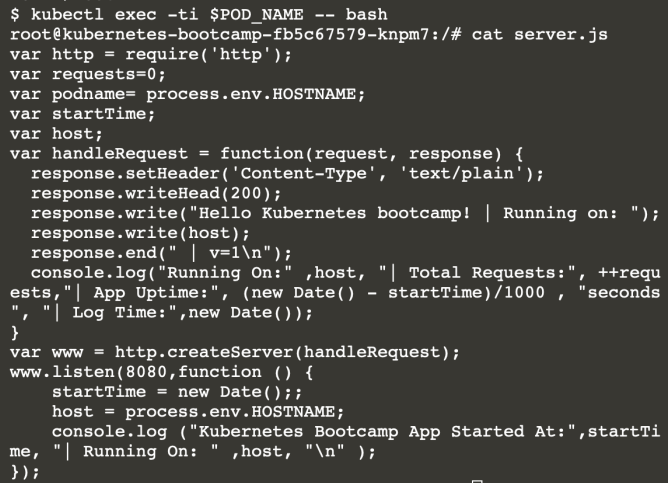 $ kubectl exec -ti $POD_NAME -- bash
root@kubernetes-bootcamp-fb5c67579-knpm7:/# cat server.js
var http = require('http');
var requests=0;
var podname= process.env.HOSTNAME;
var startTime;
var host;
var handleRequest = function(request, response) {
  response.setHeader('Content-Type', 'text/plain');
  response.writeHead(200);
  response.write("Hello Kubernetes bootcamp! | Running on: ");
  response.write(host);
  response.end(" | v=1\n");
  console.log("Running On:" ,host, "| Total Requests:", ++requ
ests,"| App Uptime:", (new Date() - startTime)/1000 , "seconds
", "| Log Time:",new Date());
}
var www = http.createServer(handleRequest);
www.listen(8080,function () {
    startTime = new Date();;
    host = process.env.HOSTNAME;
    console.log ("Kubernetes Bootcamp App Started At:",startTi
me, "| Running On: " ,host, "\n" );
});